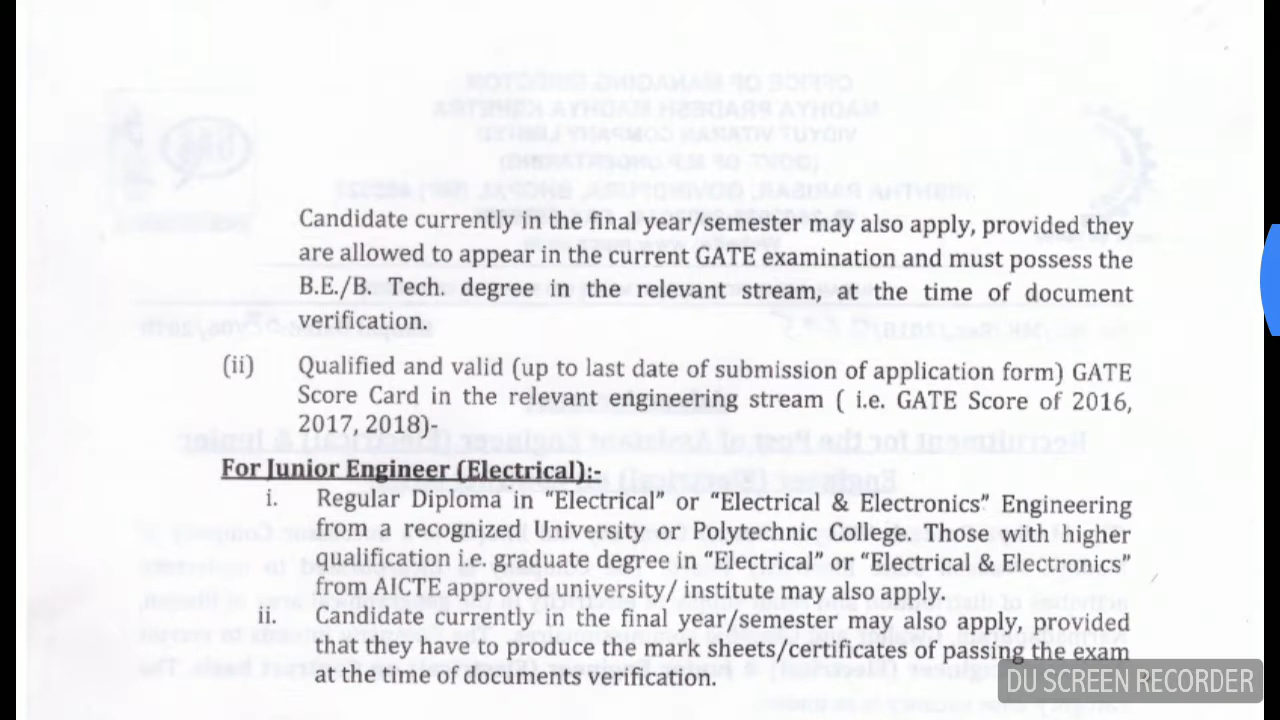 Candidate currently in the final year/semester may also apply, provided they
are allowed to appear in the current GATE examination and must possess the
B.E./B. Tech. degree in the relevant stream, at the time of document
verification.
(ii) Qualified and valid (up to last date of submission of application form) GATE
Score Card in the relevant engineering stream ( i.e. GATE Score of 2016,
2017, 2018)-
For Junior Engineer (Electrical):-
i. Regular Diploma in “Electrical” or “Electrical & Electronics” Engineering
from a recognized University or Polytechnic College. Those with higher
qualification i.e. graduate degree in “Electrical” or “Electrical & Electronics”
from AICTE approved university/ institute may also apply.
ii. Candidate currently in the final year/semester may also apply, provided
that they have to produce the mark sheets/certificates of passing the exam
at the time of documents verification.
DU SCREEN RECORDER